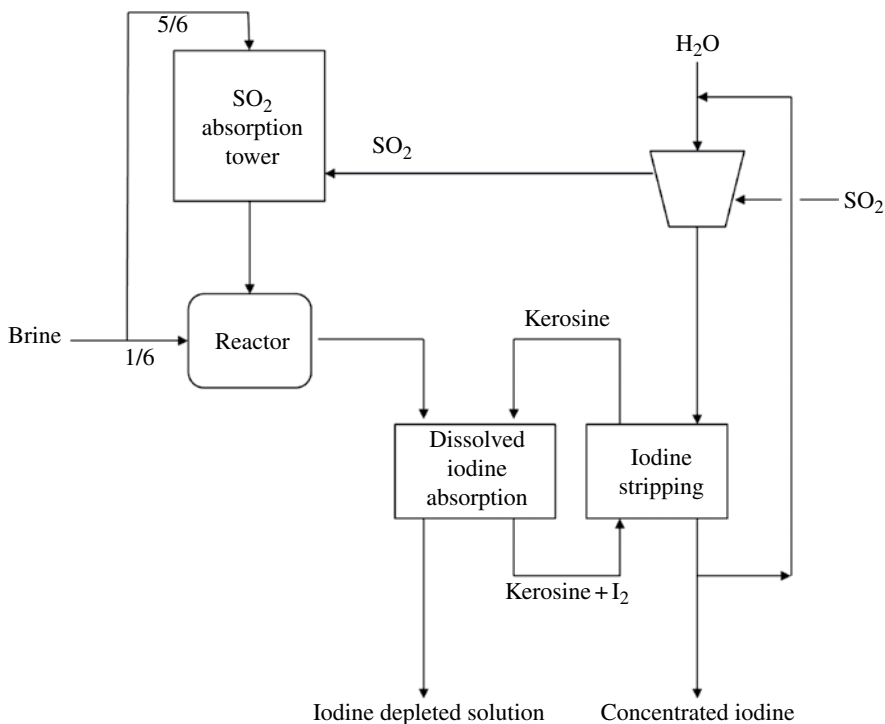 5/6
H₂O
SO₂
absorption
tower
SO₂
SO₂
Brine
1/6
Reactor
Kerosine
Dissolved
iodine
absorption
Iodine
stripping
Kerosine + I₂
Iodine depleted solution
Concentrated iodine